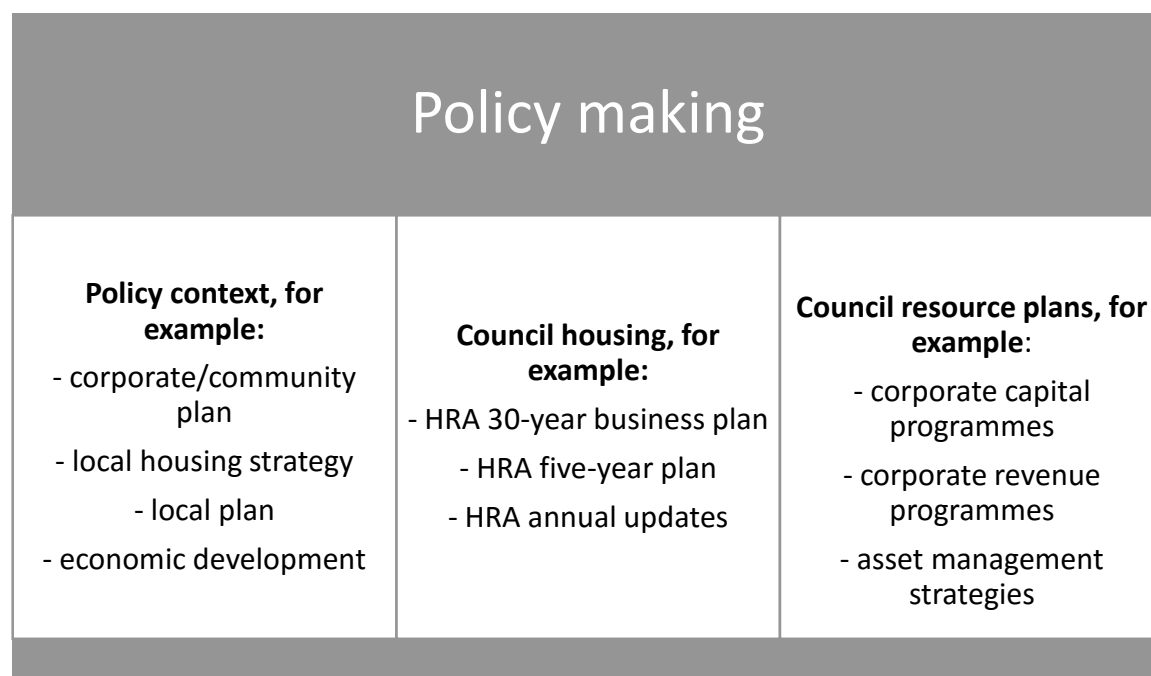 Policy making
Policy context, for
example:
- corporate/community
plan
- local housing strategy
- local plan
- economic development
Council housing, for
example:
- HRA 30-year business plan
- HRA five-year plan
- HRA annual updates
Council resource plans, for
example:
- corporate capital
programmes
- corporate revenue
programmes
- asset management
strategies